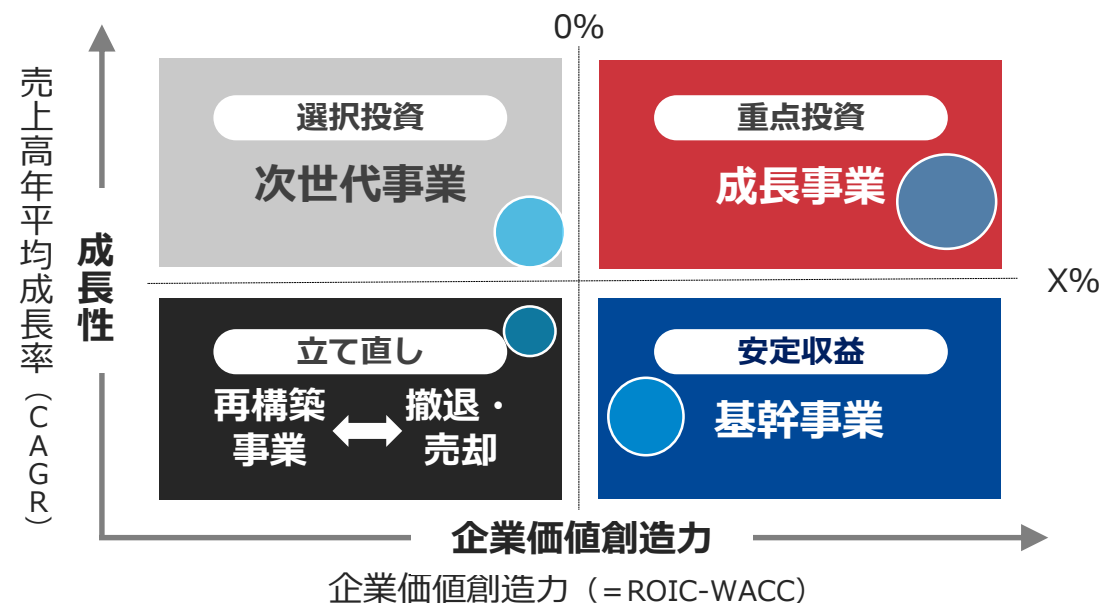 0%
売上高年平均成長率（CAGR）
成長性
選択投資
次世代事業
重点投資
成長事業
X%
立て直し
再構築
事業
撤退・
売却
安定収益
基幹事業
企業価値創造力
企業価値創造力（=ROIC-WACC）